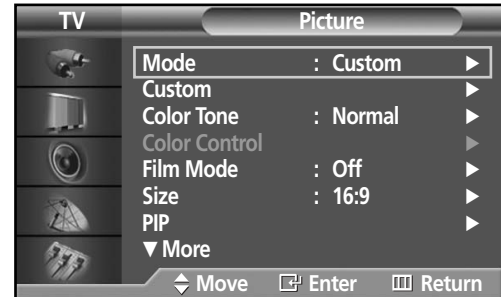 TV Picture
Mode : Custom ▶
Custom ▶
Color Tone : Normal ▶
Color Control ▶
Film Mode : Off ▶
Size : 16:9 ▶
PIP ▶
▼ More
Move Enter Return